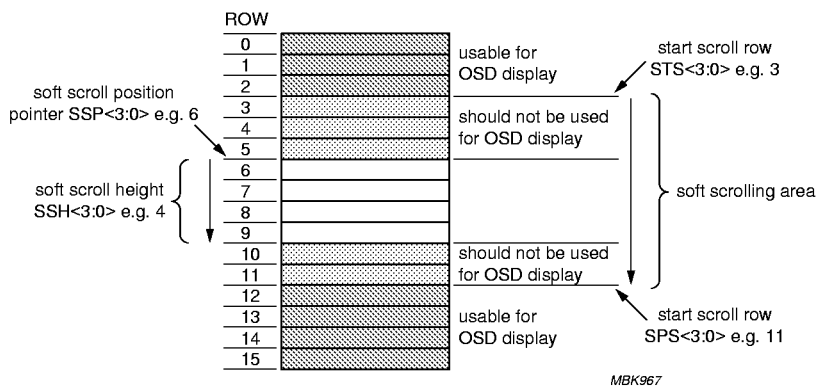 ROW
0
1
2
3
4
5
6
7
8
9
10
11
12
13
14
15
soft scroll position
pointer SSP<3:0> e.g. 6
soft scroll height
SSH<3:0> e.g. 4
usable for
OSD display
should not be used
for OSD display
should not be used
for OSD display
usable for
OSD display
start scroll row
STS<3:0> e.g. 3
soft scrolling area
start scroll row
SPS<3:0> e.g. 11
MBK967